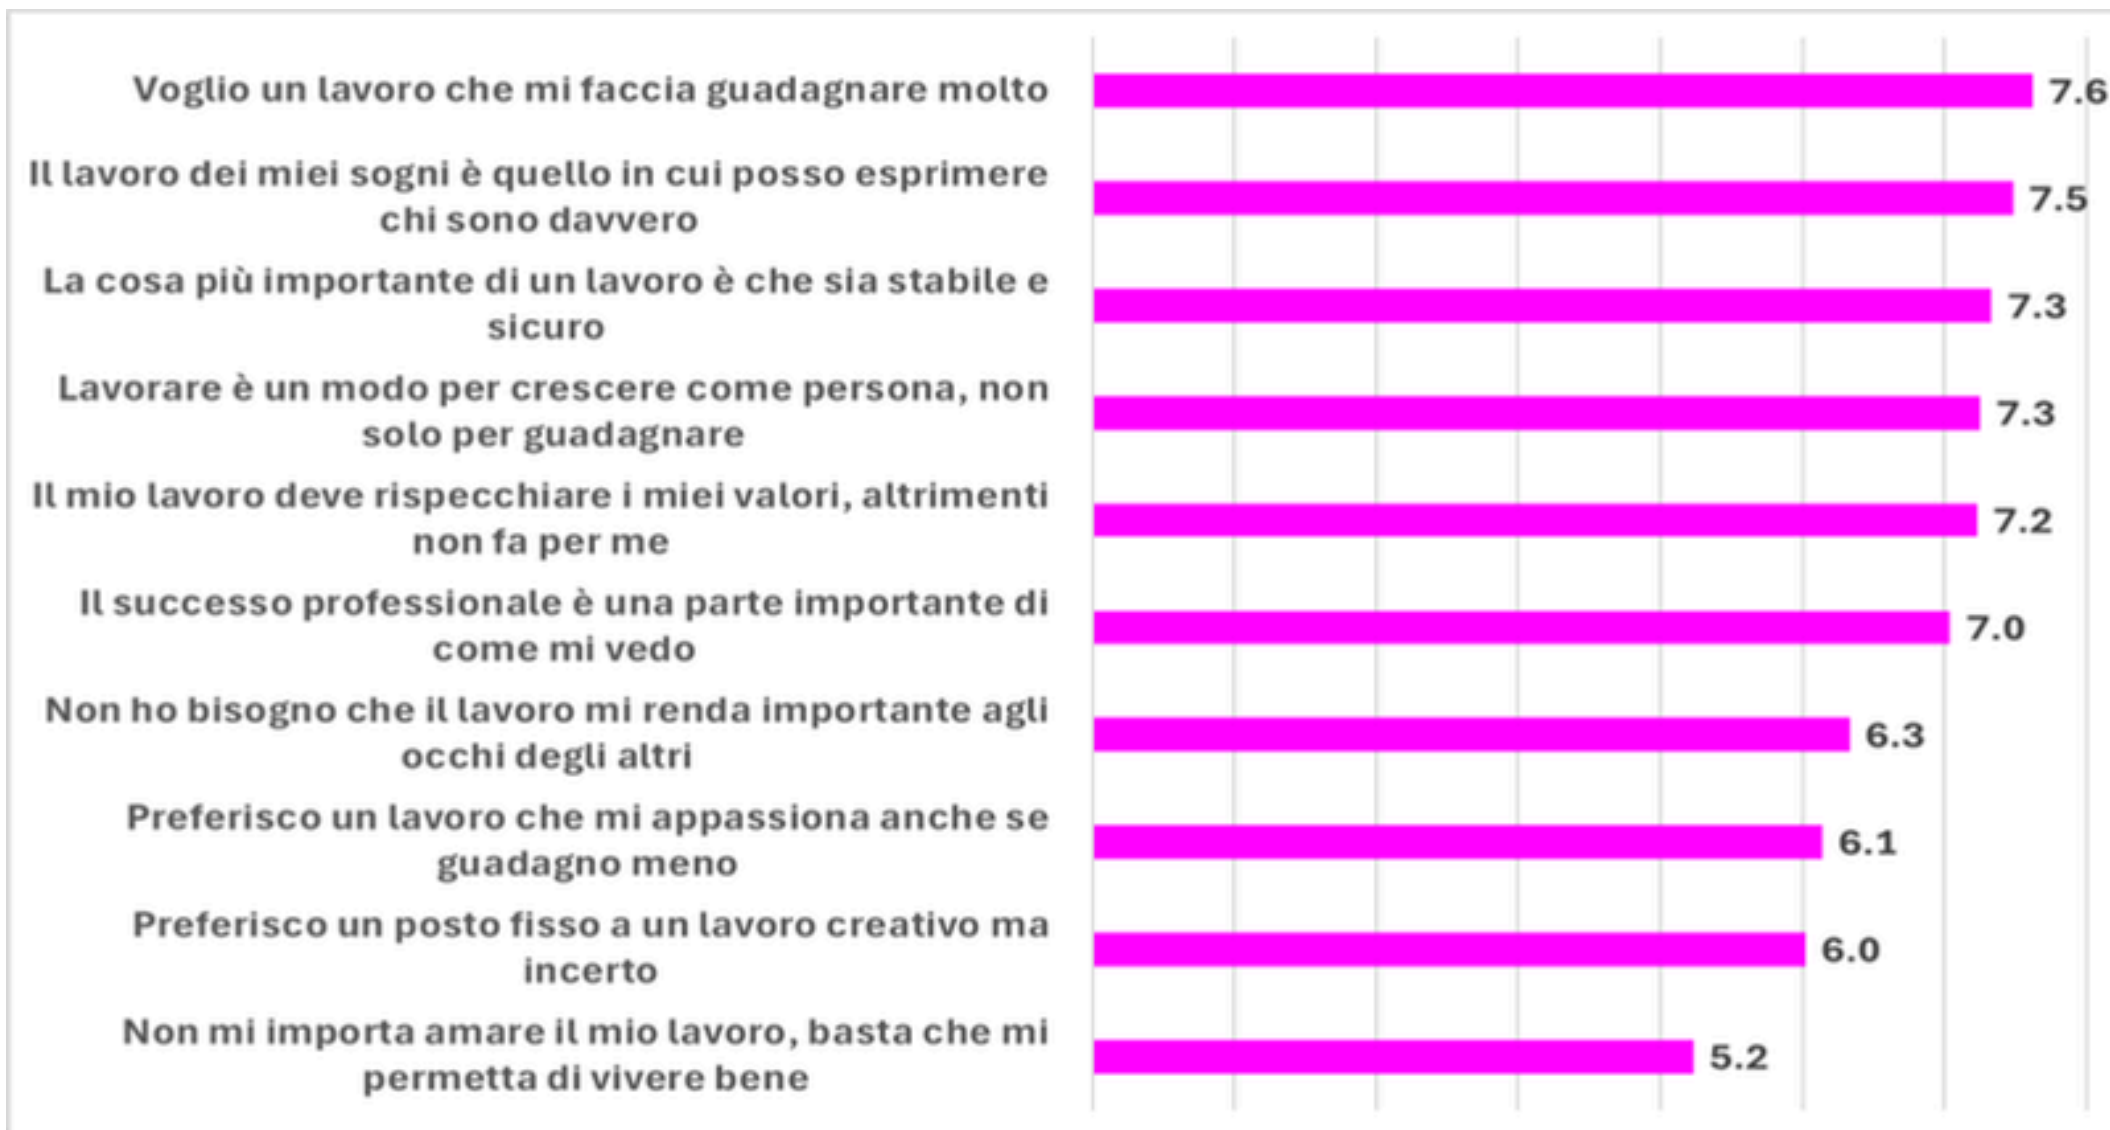 Voglio un lavoro che mi faccia guadagnare molto
7.6
Il lavoro dei miei sogni è quello in cui posso esprimere
chi sono davvero
7.5
La cosa più importante di un lavoro è che sia stabile e
sicuro
7.3
Lavorare è un modo per crescere come persona, non
solo per guadagnare
7.3
Il mio lavoro deve rispecchiare i miei valori, altrimenti
non fa per me
7.2
Il successo professionale è una parte importante di
come mi vedo
7.0
Non ho bisogno che il lavoro mi renda importante agli
occhi degli altri
6.3
Preferisco un lavoro che mi appassiona anche se
guadagno meno
6.1
Preferisco un posto fisso a un lavoro creativo ma
incerto
6.0
Non mi importa amare il mio lavoro, basta che mi
permetta di vivere bene
5.2